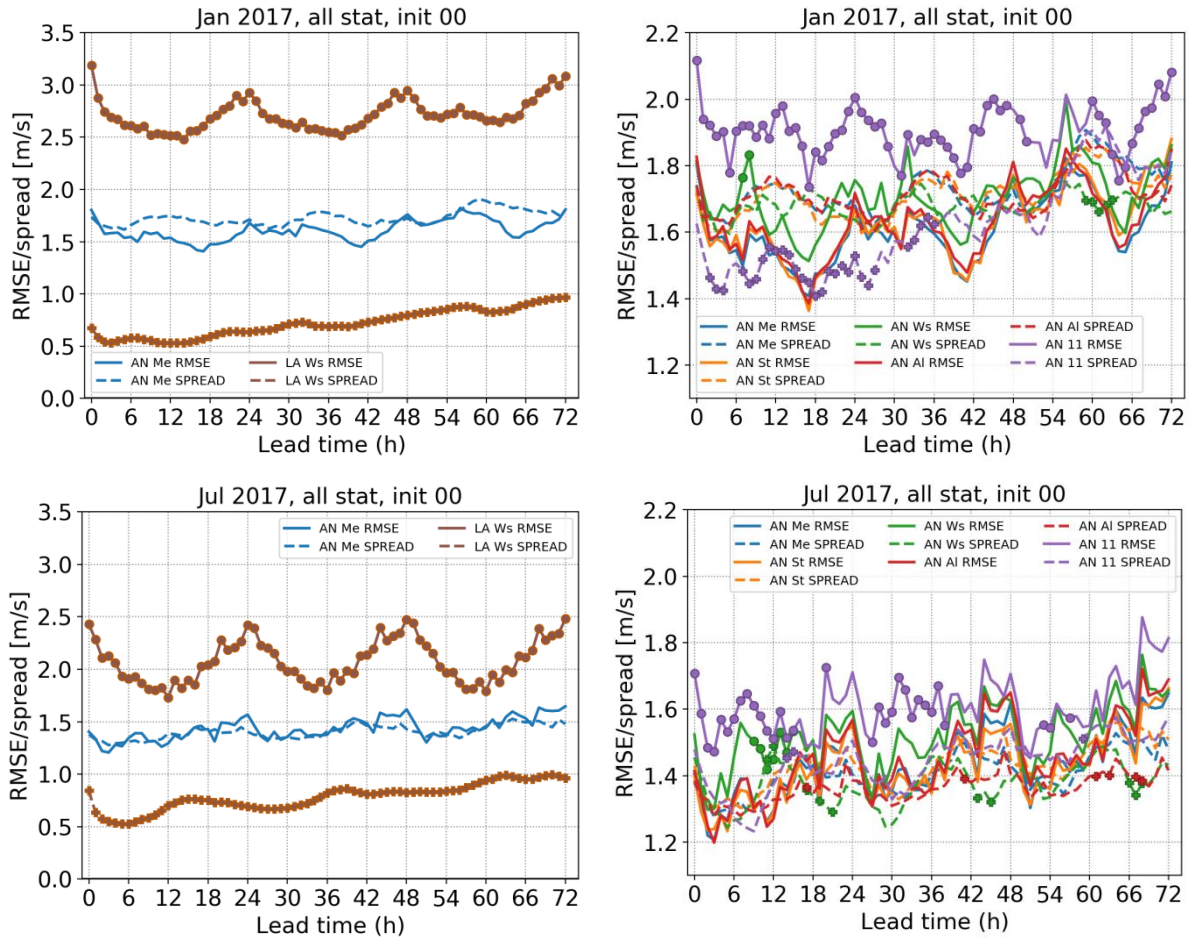 Jan 2017, all stat, init 00
RMSE/spread [m/s]
3.5
3.0
2.5
2.0
1.5
1.0
0.5
0.0
AN Me RMSE
AN Me SPREAD
LA Ws RMSE
LA Ws SPREAD
0 6 12 18 24 30 36 42 48 54 60 66 72
Lead time (h)
Jan 2017, all stat, init 00
RMSE/spread [m/s]
2.2
2.0
1.8
1.6
1.4
1.2
AN Me RMSE
AN Me SPREAD
AN St RMSE
AN St SPREAD
AN Ws RMSE
AN Ws SPREAD
AN Al RMSE
AN Al SPREAD
AN 11 RMSE
AN 11 SPREAD
0 6 12 18 24 30 36 42 48 54 60 66 72
Lead time (h)
Jul 2017, all stat, init 00
RMSE/spread [m/s]
3.5
3.0
2.5
2.0
1.5
1.0
0.5
0.0
AN Me RMSE
AN Me SPREAD
LA Ws RMSE
LA Ws SPREAD
0 6 12 18 24 30 36 42 48 54 60 66 72
Lead time (h)
Jul 2017, all stat, init 00
RMSE/spread [m/s]
2.2
2.0
1.8
1.6
1.4
1.2
AN Me RMSE
AN Me SPREAD
AN St RMSE
AN St SPREAD
AN Ws RMSE
AN Ws SPREAD
AN Al RMSE
AN Al SPREAD
AN 11 RMSE
AN 11 SPREAD
0 6 12 18 24 30 36 42 48 54 60 66 72
Lead time (h)